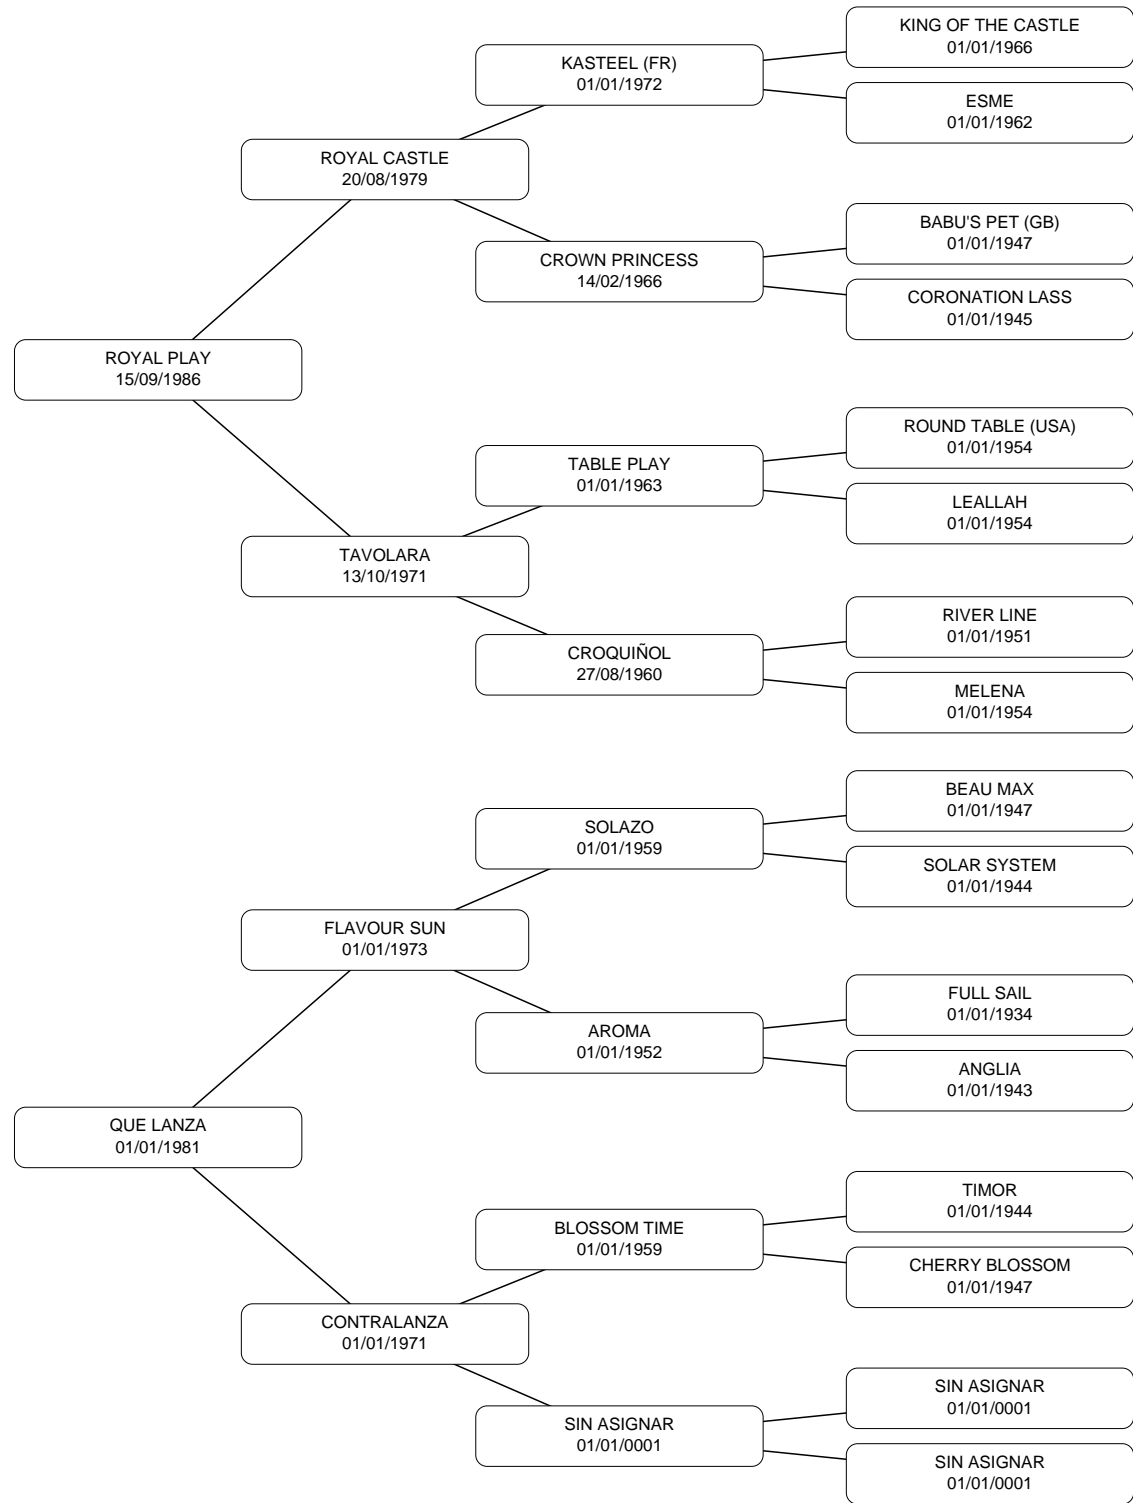 KING OF THE CASTLE
01/01/1966
KASTEEL (FR)
01/01/1972
ESME
01/01/1962
ROYAL CASTLE
20/08/1979
BABU'S PET (GB)
01/01/1947
CROWN PRINCESS
14/02/1966
CORONATION LASS
01/01/1945
ROYAL PLAY
15/09/1986
ROUND TABLE (USA)
01/01/1954
TABLE PLAY
01/01/1963
LEALLAH
01/01/1954
TAVOLARA
13/10/1971
RIVER LINE
01/01/1951
CROQUIÑOL
27/08/1960
MELENA
01/01/1954
BEAU MAX
01/01/1947
SOLAZO
01/01/1959
SOLAR SYSTEM
01/01/1944
FLAVOUR SUN
01/01/1973
FULL SAIL
01/01/1934
AROMA
01/01/1952
ANGLIA
01/01/1943
QUE LANZA
01/01/1981
TIMOR
01/01/1944
BLOSSOM TIME
01/01/1959
CHERRY BLOSSOM
01/01/1947
CONTRALANZA
01/01/1971
SIN ASIGNAR
01/01/0001
SIN ASIGNAR
01/01/0001
SIN ASIGNAR
01/01/0001